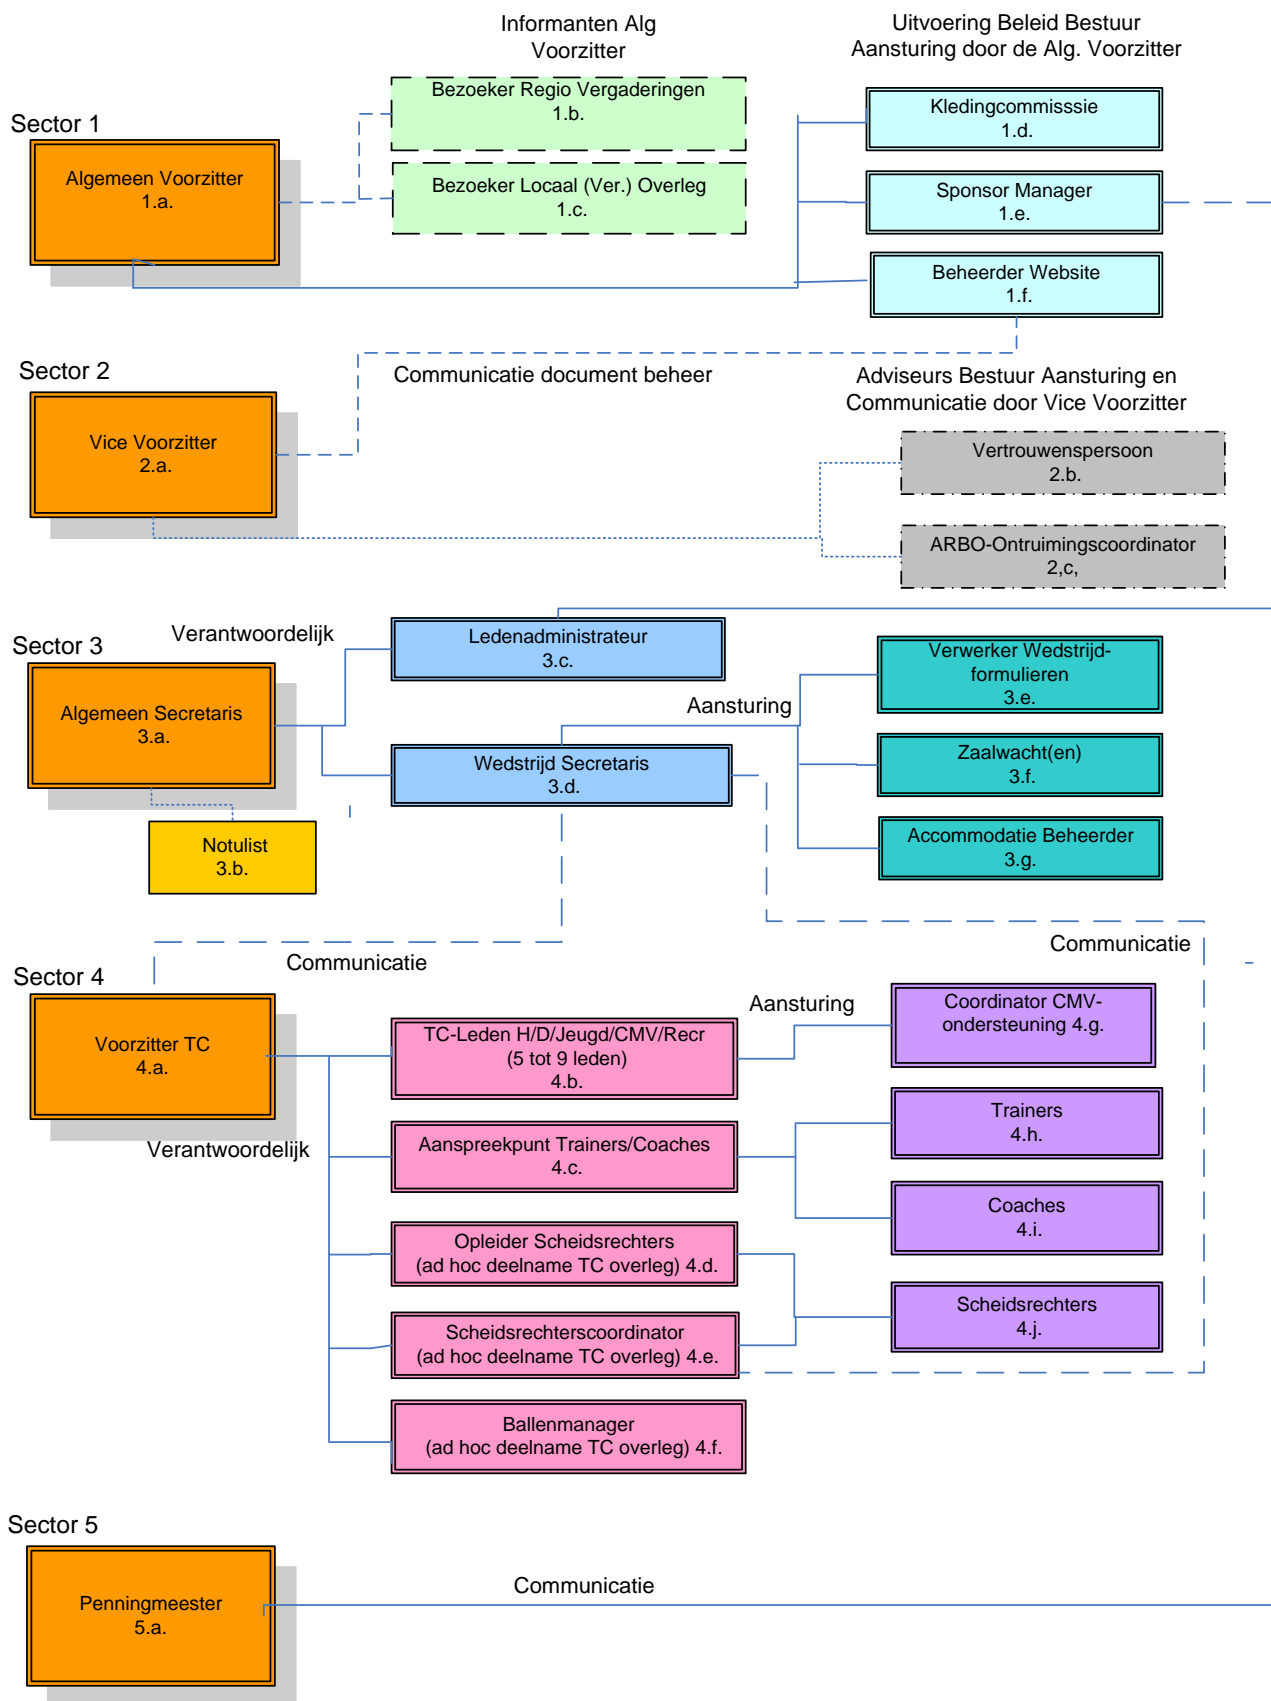 Informanten Alg
Voorzitter
Uitvoering Beleid Bestuur
Aansturing door de Alg. Voorzitter
Sector 1
Algemeen Voorzitter
1.a.
Bezoeker Regio Vergaderingen
1.b.
Bezoeker Locaal (Ver.) Overleg
1.c.
Kledingcommisssie
1.d.
Sponsor Manager
1.e.
Beheerder Website
1.f.
Sector 2
Vice Voorzitter
2.a.
Communicatie document beheer
Adviseurs Bestuur Aansturing en
Communicatie door Vice Voorzitter
Vertrouwenspersoon
2.b.
ARBO-Ontruimingscoordinator
2,c,
Sector 3
Verantwoordelijk
Algemeen Secretaris
3.a.
Notulist
3.b.
Ledenadministrateur
3.c.
Wedstrijd Secretaris
3.d.
Aansturing
Verwerker Wedstrijd-
formulieren
3.e.
Zaalwacht(en)
3.f.
Accommodatie Beheerder
3.g.
Communicatie
Communicatie
Sector 4
Voorzitter TC
4.a.
Verantwoordelijk
TC-Leden H/D/Jeugd/CMV/Recr
(5 tot 9 leden)
4.b.
Aansturing
Aanspreekpunt Trainers/Coaches
4.c.
Opleider Scheidsrechters
(ad hoc deelname TC overleg) 4.d.
Scheidsrechterscoordinator
(ad hoc deelname TC overleg) 4.e.
Ballenmanager
(ad hoc deelname TC overleg) 4.f.
Coordinator CMV-
ondersteuning 4.g.
Trainers
4.h.
Coaches
4.i.
Scheidsrechters
4.j.
Sector 5
Penningmeester
5.a.
Communicatie